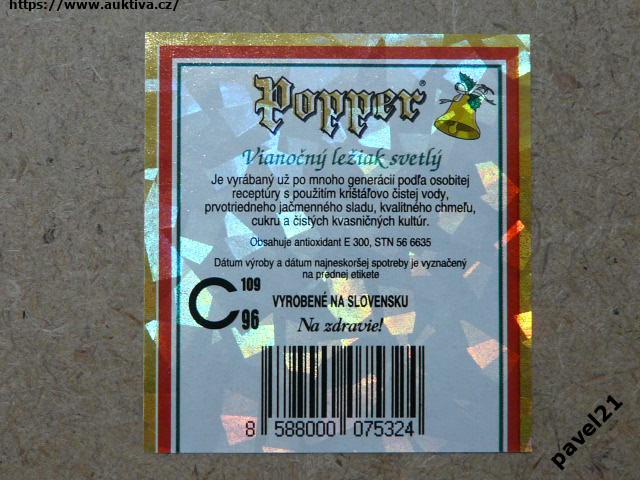 https://www.auktiva.cz/
Popper®
Vianočný ležiak svetlý
Je vyrábaný už po mnoho generácií podľa osobitej
receptúry s použitím krištáľovo čistej vody,
prvotriedneho jačmenného sladu, kvalitného chmeľu,
cukru a čistých kvasničných kultúr.
Obsahuje antioxidant E 300, STN 56 6635
Dátum výroby a dátum najneskoršej spotreby je vyznačený
na prednej etikete
C 109
96
VYROBENÉ NA SLOVENSKU
Na zdravie!
8 588000 075324
pavel21